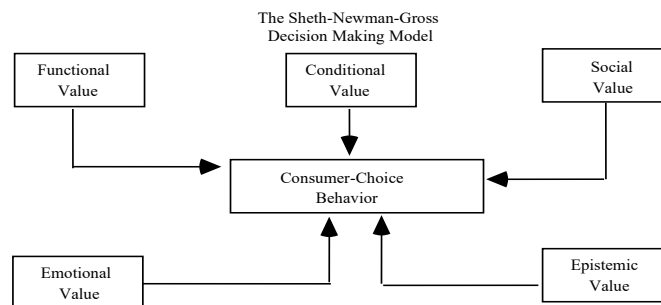 The Sheth-Newman-Gross
Decision Making Model
Functional
Value
Conditional
Value
Social
Value
Consumer-Choice
Behavior
Emotional
Value
Epistemic
Value